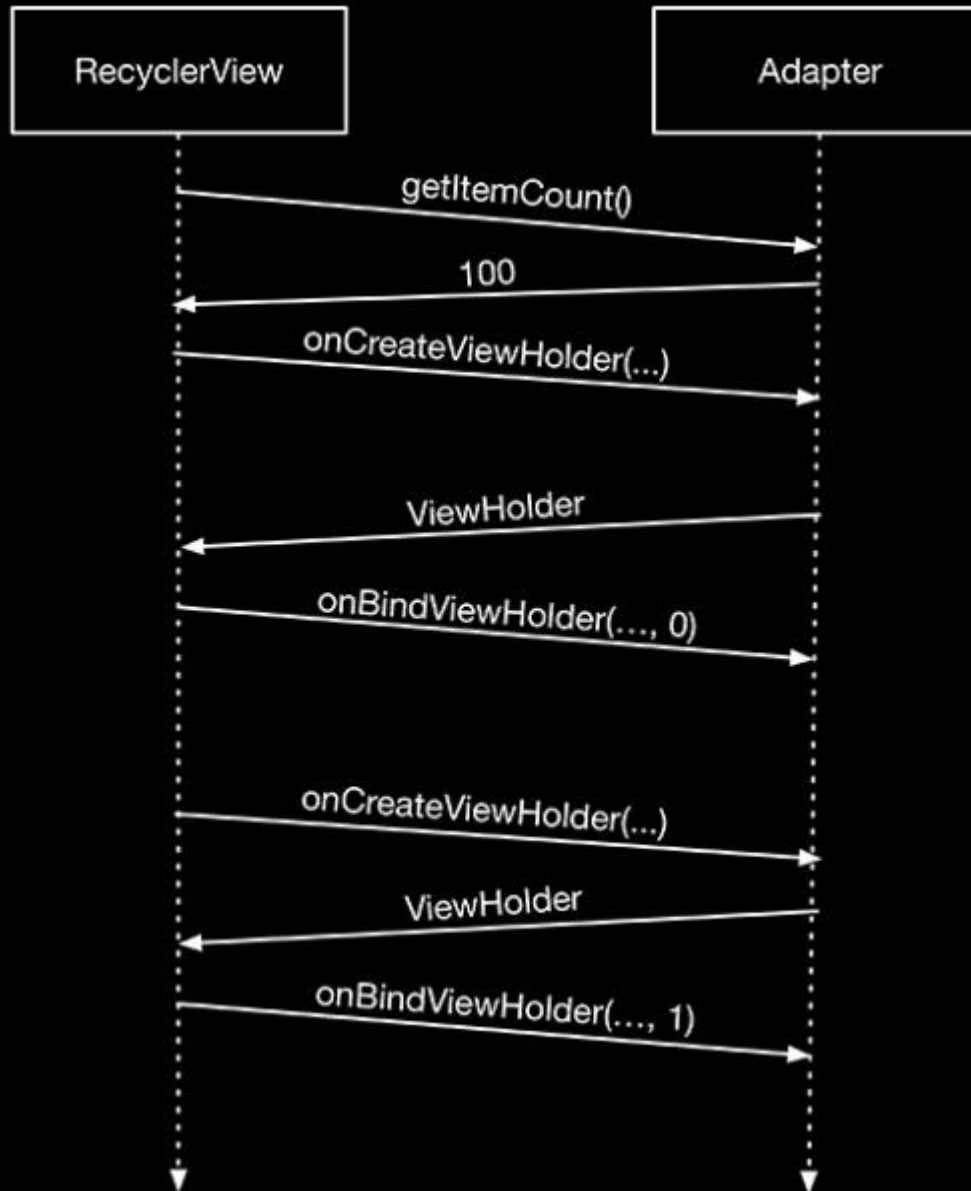 RecyclerView
Adapter
getItemCount()
100
onCreateViewHolder(...)
ViewHolder
onBindViewHolder(..., 0)
onCreateViewHolder(...)
ViewHolder
onBindViewHolder(..., 1)